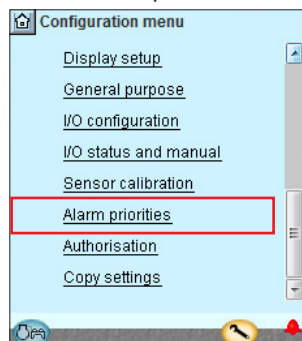 Configuration menu
Display setup
General purpose
I/O configuration
I/O status and manual
Sensor calibration
Alarm priorities
Authorisation
Copy settings